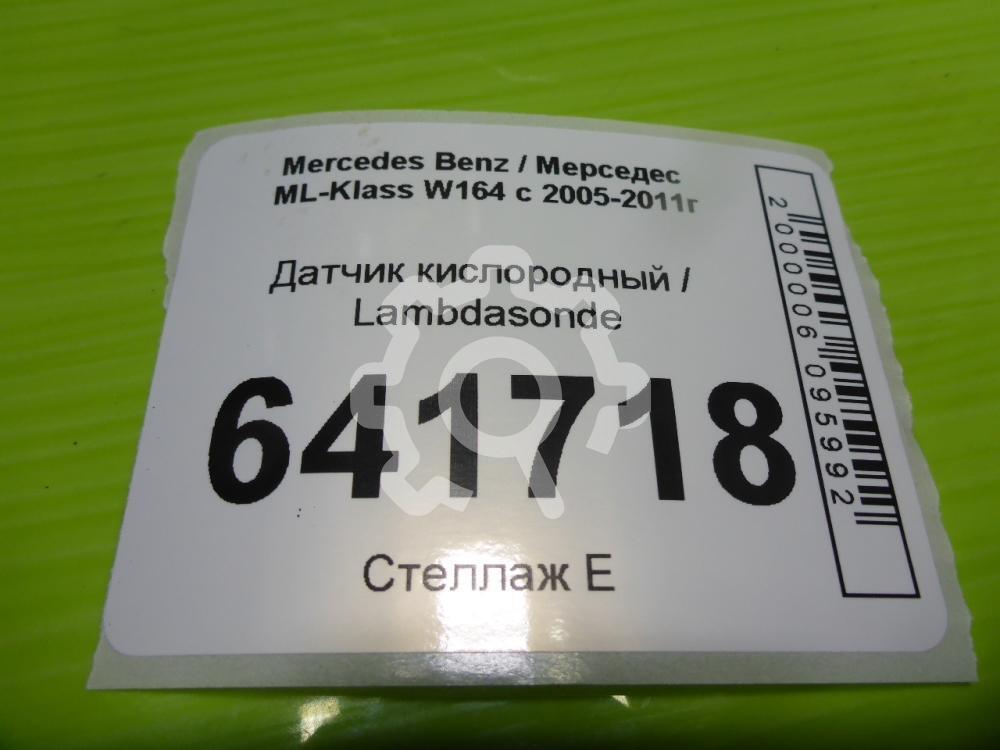 Mercedes Benz / Мерседес
ML-Klass W164 с 2005-2011г
Датчик кислородный /
Lambdasonde
641718
Стеллаж Е
2000006095992